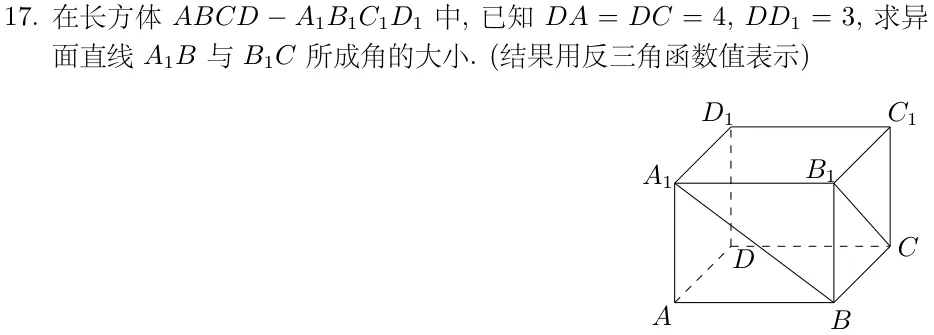 17. 在长方体 ABCD − A₁B₁C₁D₁ 中, 已知 DA = DC = 4, DD₁ = 3, 求异
面直线 A₁B 与 B₁C 所成角的大小. (结果用反三角函数值表示)
D₁ C₁
A₁ B₁
D C
A B